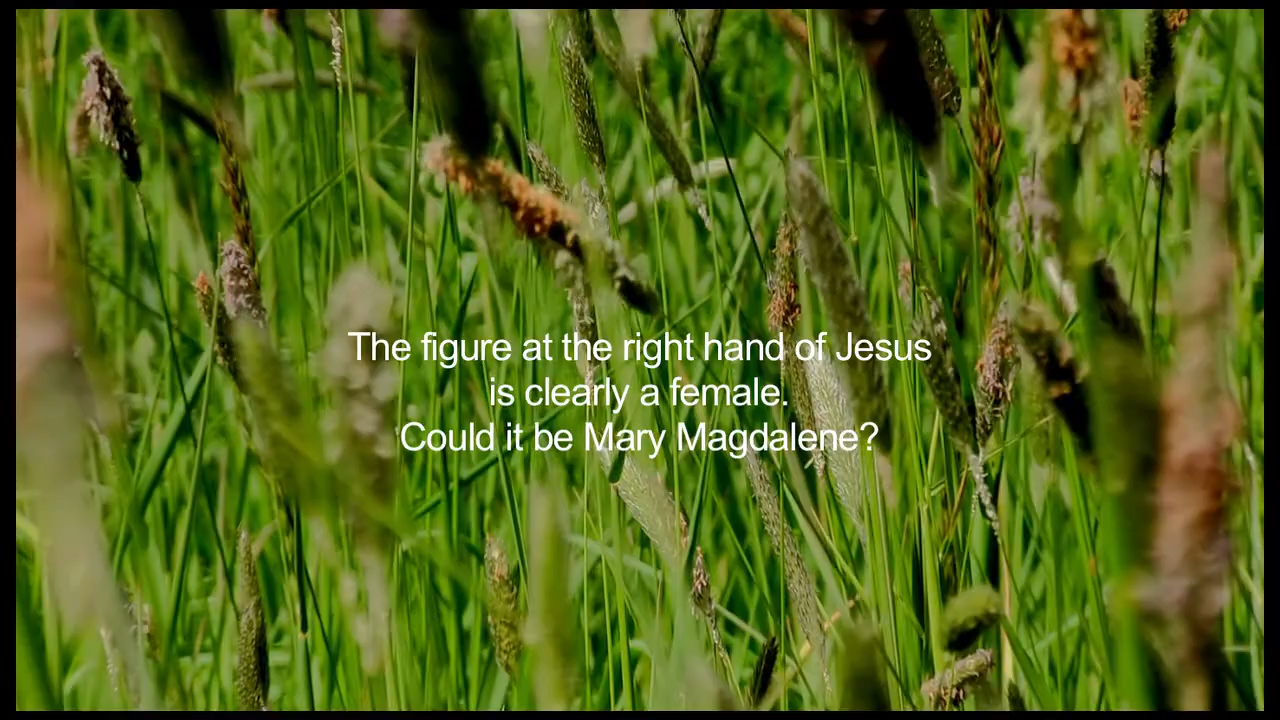 The figure at the right hand of Jesus
is clearly a female.
Could it be Mary Magdalene?